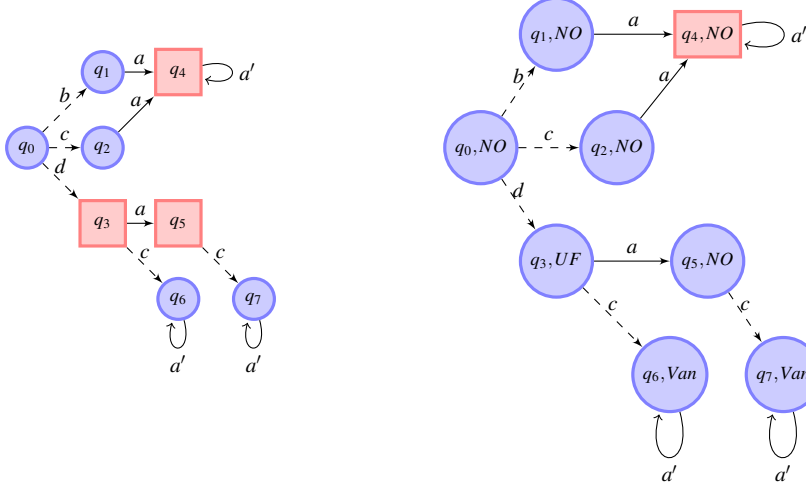 q1 a q4 a′
b a
q0 c q2
d
q3 a q5
c c
q6 q7
a′ a′
q1,NO a q4,NO a′
b a
q0,NO c q2,NO
d
q3,UF a q5,NO
c c
q6,Van q7,Van
a′ a′